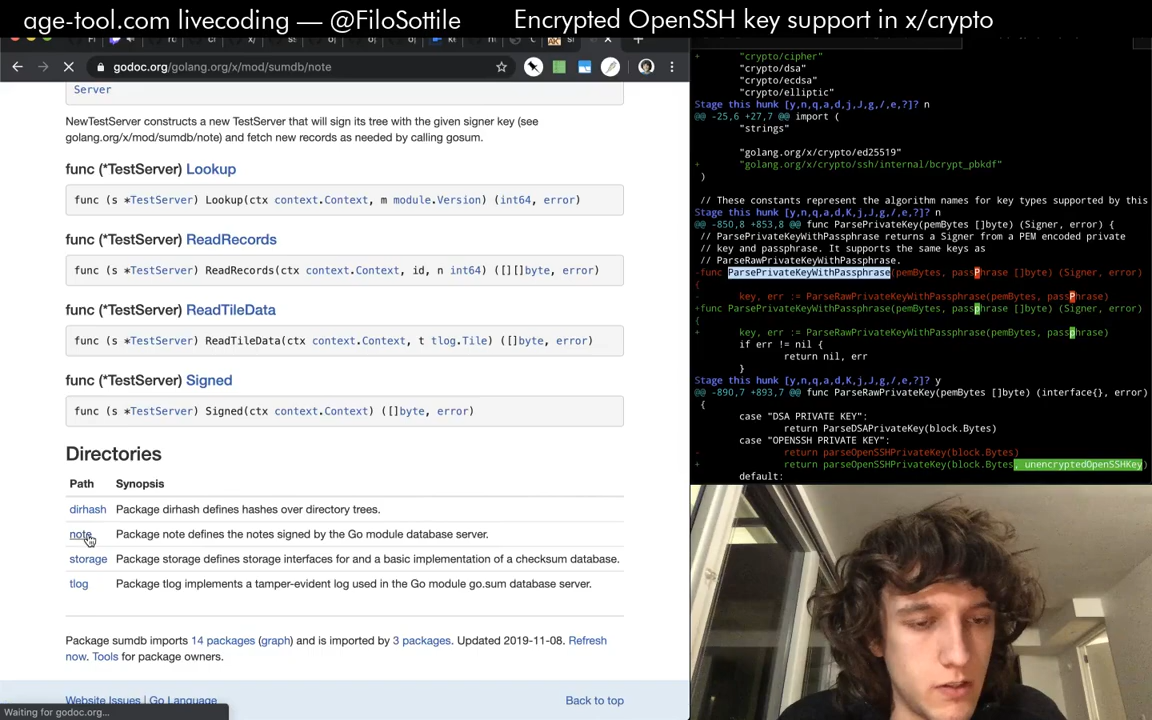 age-tool.com livecoding — @FiloSottile
Encrypted OpenSSH key support in x/crypto
godoc.org/golang.org/x/mod/sumdb/note
Server
NewTestServer constructs a new TestServer that will sign its tree with the given signer key (see
golang.org/x/mod/sumdb/note) and fetch new records as needed by calling gosum.
func (*TestServer) Lookup
func (s *TestServer) Lookup(ctx context.Context, m module.Version) (int64, error)
func (*TestServer) ReadRecords
func (s *TestServer) ReadRecords(ctx context.Context, id, n int64) ([][]byte, error)
func (*TestServer) ReadTileData
func (s *TestServer) ReadTileData(ctx context.Context, t tlog.Tile) ([]byte, error)
func (*TestServer) Signed
func (s *TestServer) Signed(ctx context.Context) ([]byte, error)
Directories
Path Synopsis
dirhash Package dirhash defines hashes over directory trees.
note Package note defines the notes signed by the Go module database server.
storage Package storage defines storage interfaces for and a basic implementation of a checksum database.
tlog Package tlog implements a tamper-evident log used in the Go module go.sum database server.
Package sumdb imports 14 packages (graph) and is imported by 3 packages. Updated 2019-11-08. Refresh
now. Tools for package owners.
Website Issues | Go Language
Back to top
Waiting for godoc.org...
+ "crypto/cipher"
"crypto/dsa"
"crypto/ecdsa"
"crypto/elliptic"
Stage this hunk [y,n,q,a,d,j,J,g,/,e,?]? n
@@ -25,6 +27,7 @@ import (
"strings"
"golang.org/x/crypto/ed25519"
+ "golang.org/x/crypto/ssh/internal/bcrypt_pbkdf"
)
// These constants represent the algorithm names for key types supported by this
Stage this hunk [y,n,q,a,d,K,j,J,g,/,e,?]? n
@@ -850,8 +853,8 @@ func ParsePrivateKey(pemBytes []byte) (Signer, error) {
// ParsePrivateKeyWithPassphrase returns a Signer from a PEM encoded private
// key and passphrase. It supports the same keys as
// ParseRawPrivateKeyWithPassphrase.
-func ParsePrivateKeyWithPassphrase(pemBytes, passPhrase []byte) (Signer, error)
{
- key, err := ParseRawPrivateKeyWithPassphrase(pemBytes, passPhrase)
+func ParsePrivateKeyWithPassphrase(pemBytes, passphrase []byte) (Signer, error)
{
+ key, err := ParseRawPrivateKeyWithPassphrase(pemBytes, passphrase)
if err != nil {
return nil, err
}
Stage this hunk [y,n,q,a,d,K,j,J,g,/,e,?]? y
@@ -890,7 +893,7 @@ func ParseRawPrivateKey(pemBytes []byte) (interface{}, error)
{
case "DSA PRIVATE KEY":
return ParseDSAPrivateKey(block.Bytes)
case "OPENSSH PRIVATE KEY":
- return parseOpenSSHPrivateKey(block.Bytes)
+ return parseOpenSSHPrivateKey(block.Bytes, unencryptedOpenSSHKey)
default: